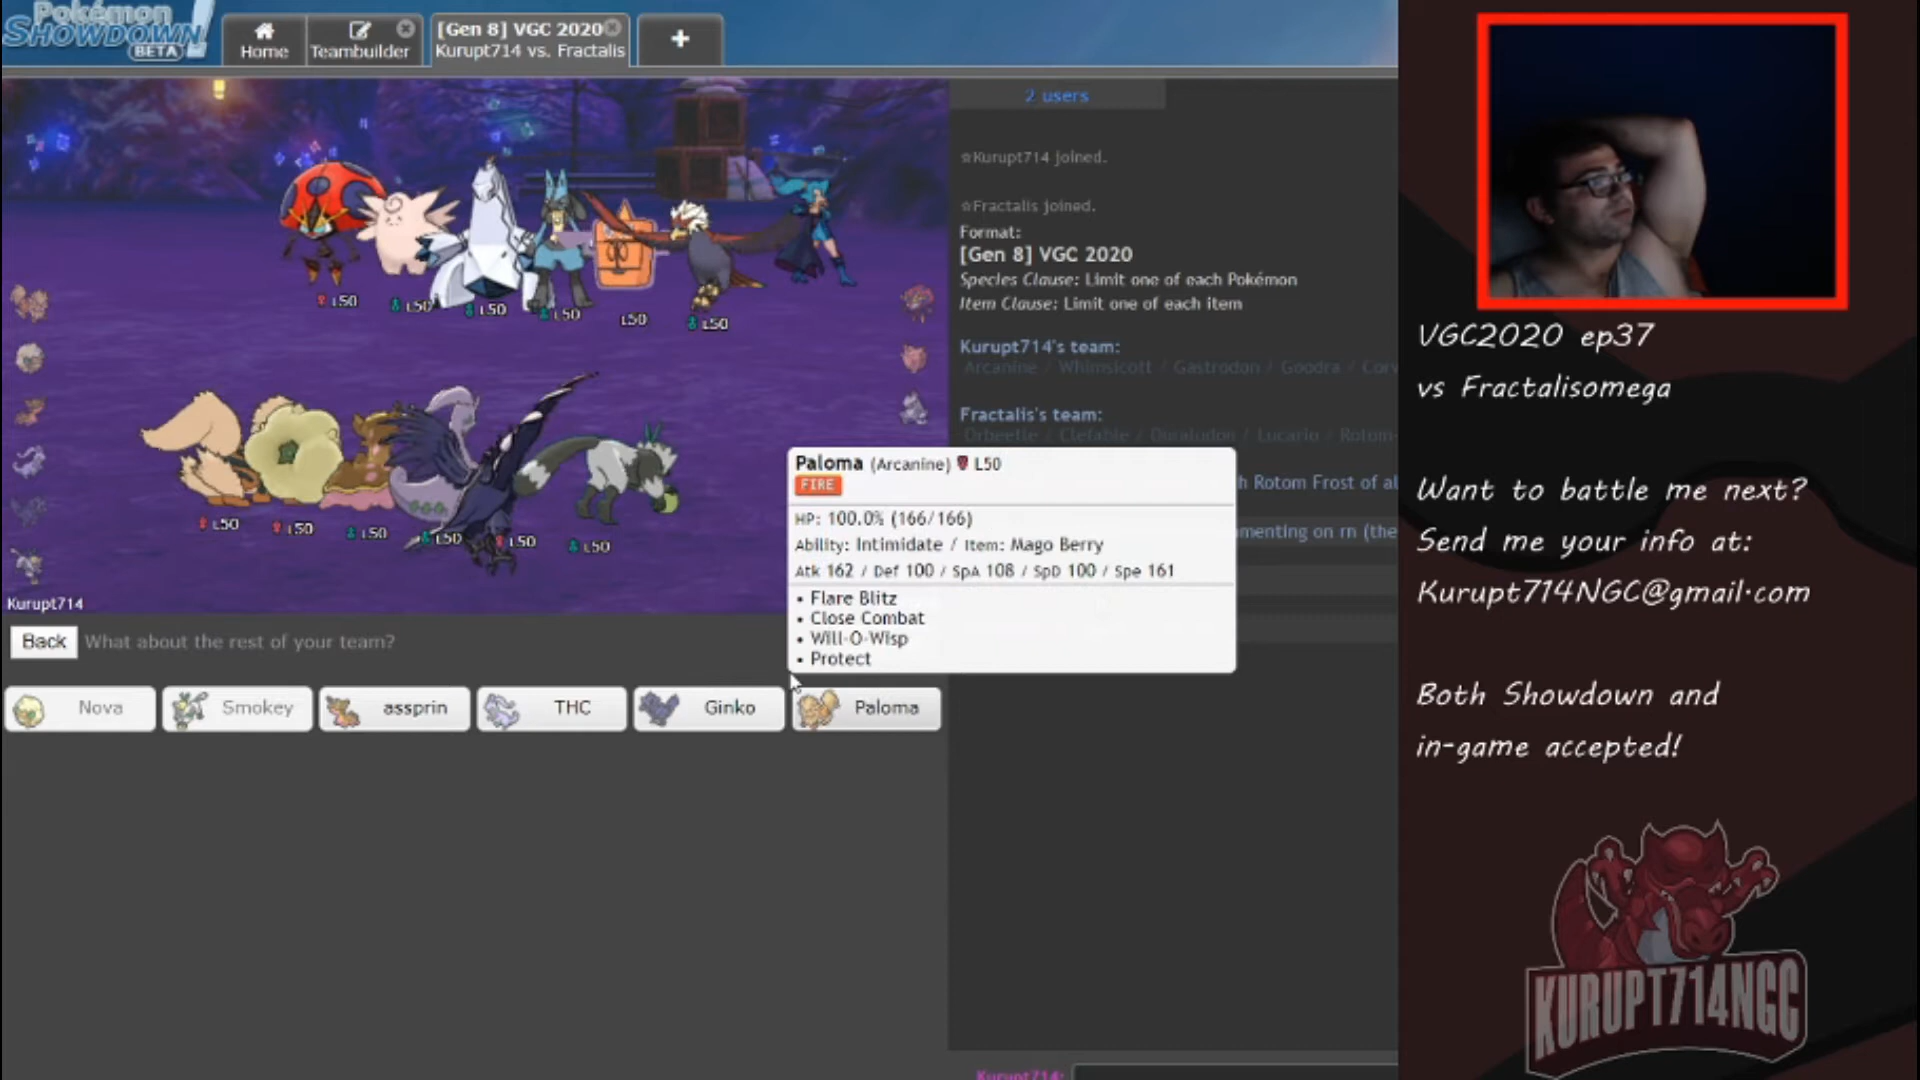 Pokémon
SHOWDOWN!
BETA
Home
Teambuilder
[Gen 8] VGC 2020
Kurupt714 vs. Fractalis
+
2 users
☆Kurupt714 joined.
☆Fractalis joined.
Format:
[Gen 8] VGC 2020
Species Clause: Limit one of each Pokémon
Item Clause: Limit one of each item
Kurupt714's team:
Arcanine / Whimsicott / Gastrodon / Goodra / Corv
Fractalis's team:
Orbeetle / Clefable / Duraludon / Lucario / Rotom-
h Rotom Frost of al
menting on rn (the
L50
L50
L50
L50
L50
L50
L50
L50
L50
L50
L50
L50
Kurupt714
Paloma (Arcanine) L50
FIRE
HP: 100.0% (166/166)
Ability: Intimidate / Item: Mago Berry
Atk 162 / Def 100 / SpA 108 / SpD 100 / Spe 161
• Flare Blitz
• Close Combat
• Will-O-Wisp
• Protect
Back What about the rest of your team?
Nova
Smokey
assprin
THC
Ginko
Paloma
Kurupt714:
VGC2020 ep37
vs Fractalisomega
Want to battle me next?
Send me your info at:
Kurupt714NGC@gmail.com
Both Showdown and
in-game accepted!
KURUPT714NGC